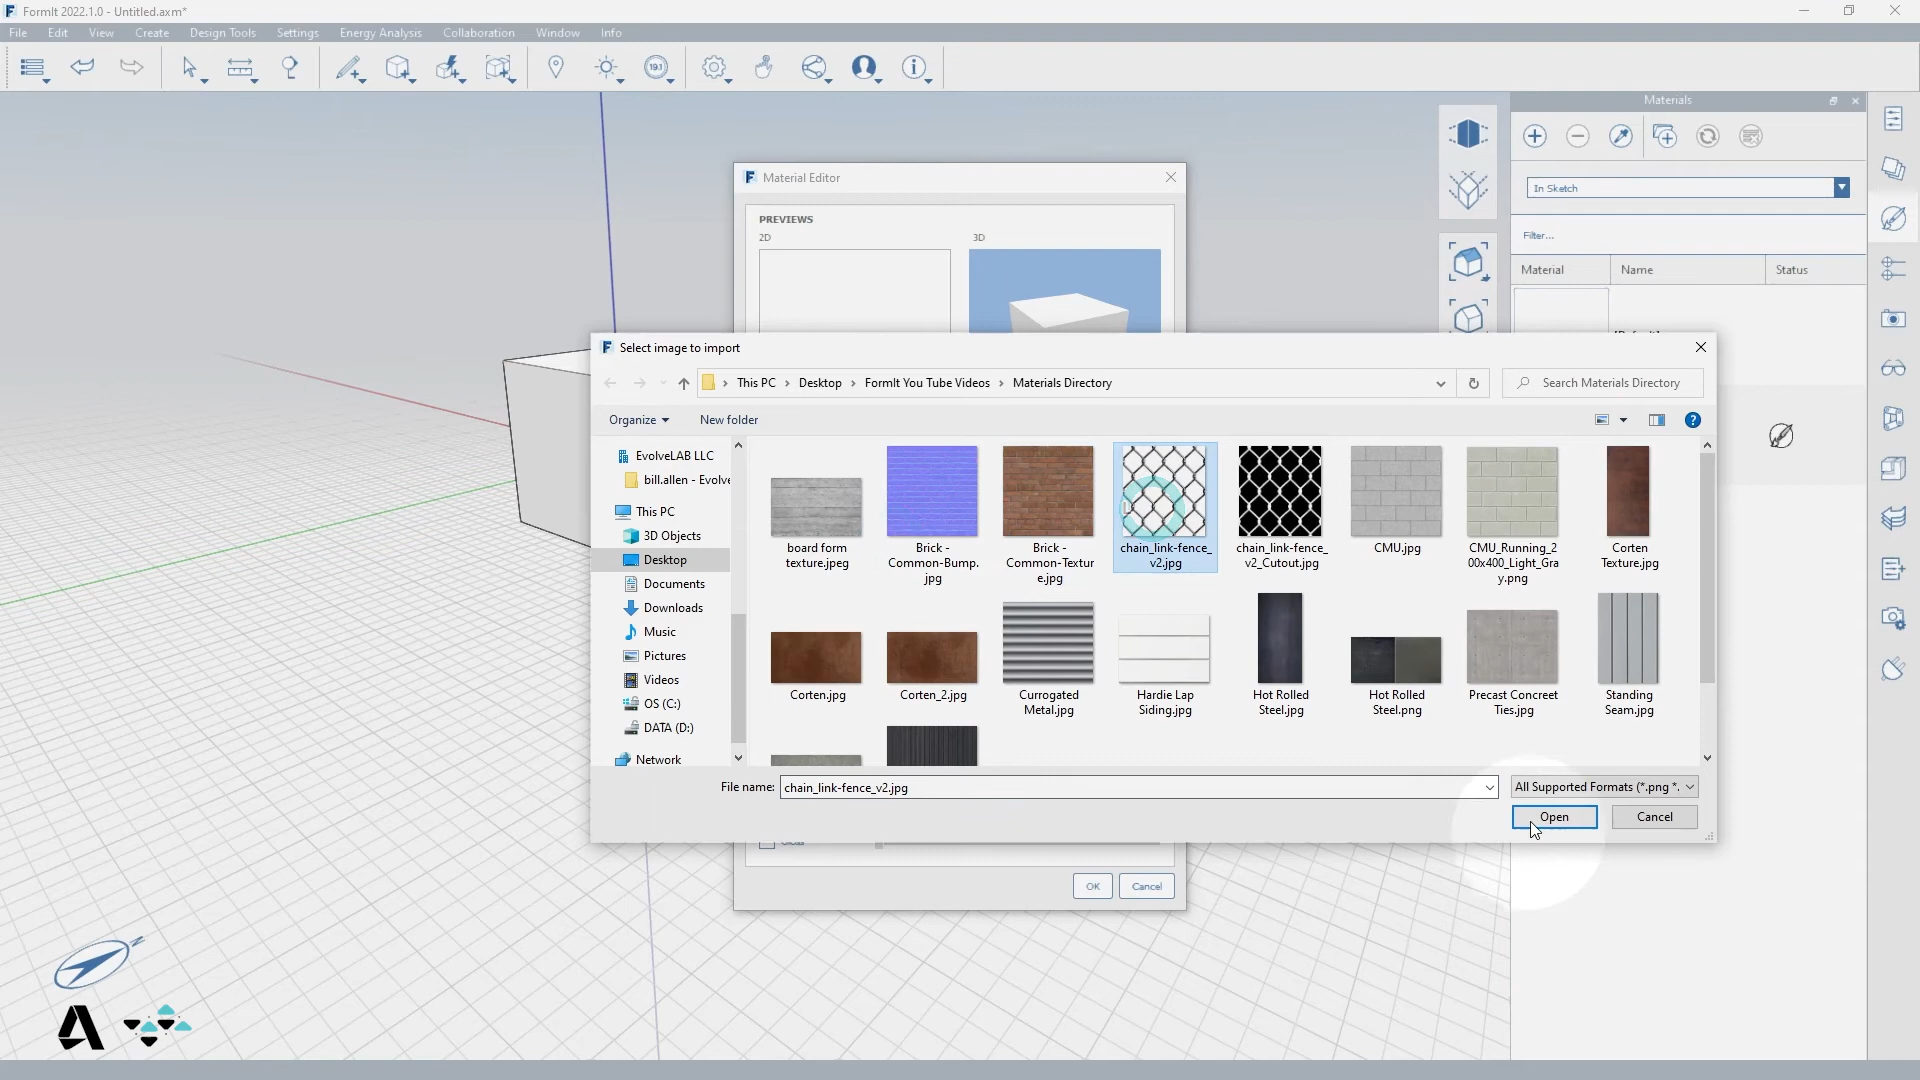 FormIt 2022.1.0 - Untitled.axm*
File Edit View Create Design Tools Settings Energy Analysis Collaboration Window Info
19.1
Materials
In Sketch
Filter...
Material Name Status
Material Editor
PREVIEWS
2D 3D
Select image to import
This PC › Desktop › FormIt You Tube Videos › Materials Directory
Search Materials Directory
Organize New folder
EvolveLAB LLC
bill.allen - Evolve
This PC
3D Objects
Desktop
Documents
Downloads
Music
Pictures
Videos
OS (C:)
DATA (D:)
Network
board form
texture.jpeg
Brick -
Common-Bump.
jpg
Brick -
Common-Textur
e.jpg
chain_link-fence_
v2.jpg
chain_link-fence_
v2_Cutout.jpg
CMU.jpg
CMU_Running_2
00x400_Light_Gra
y.png
Corten
Texture.jpg
Corten.jpg
Corten_2.jpg
Currogated
Metal.jpg
Hardie Lap
Siding.jpg
Hot Rolled
Steel.jpg
Hot Rolled
Steel.png
Precast Concreet
Ties.jpg
Standing
Seam.jpg
File name: chain_link-fence_v2.jpg
All Supported Formats (*.png *.
Open Cancel
OK Cancel
N